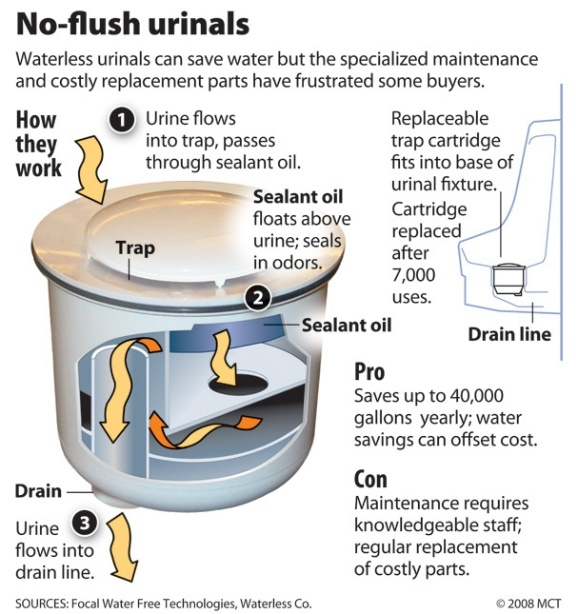 No-flush urinals
Waterless urinals can save water but the specialized maintenance
and costly replacement parts have frustrated some buyers.
How
they
work
1 Urine flows
into trap, passes
through sealant oil.
Replaceable
trap cartridge
fits into base of
urinal fixture.
Cartridge
replaced
after
7,000
uses.
Drain line
Sealant oil
floats above
urine; seals
in odors.
Trap
2
Sealant oil
Pro
Saves up to 40,000
gallons yearly; water
savings can offset cost.
Con
Maintenance requires
knowledgeable staff;
regular replacement
of costly parts.
Drain
Urine 3
flows into
drain line.
SOURCES: Focal Water Free Technologies, Waterless Co.
© 2008 MCT